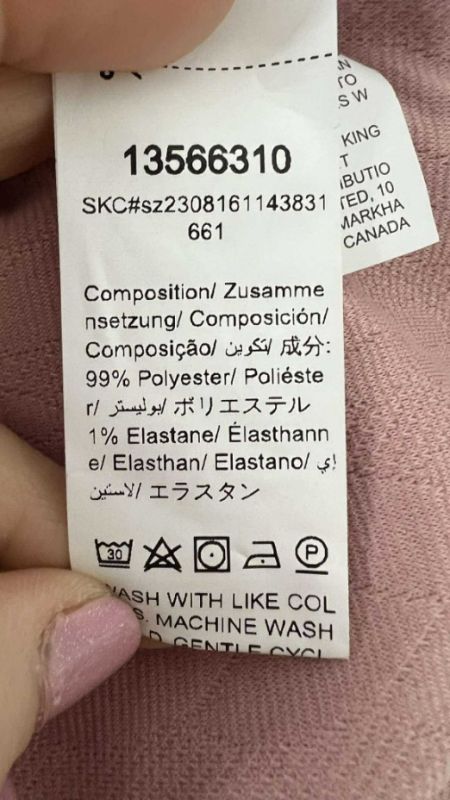 13566310
SKC#sz2308161143831
661
Composition/ Zusamme
nsetzung/ Composición/
Composição/ تكوين/ 成分:
99% Polyester/ Poliéste
r/ بوليستر/ ポリエステル
1% Elastane/ Élasthann
e/ Elasthan/ Elastano/ إي
لاستين/ エラスタン
30
P
WASH WITH LIKE COL
S. MACHINE WASH
D, GENTLE CYCL
TO
S W
KING
T
IBUTIO
TED, 10
MARKHA
CANADA